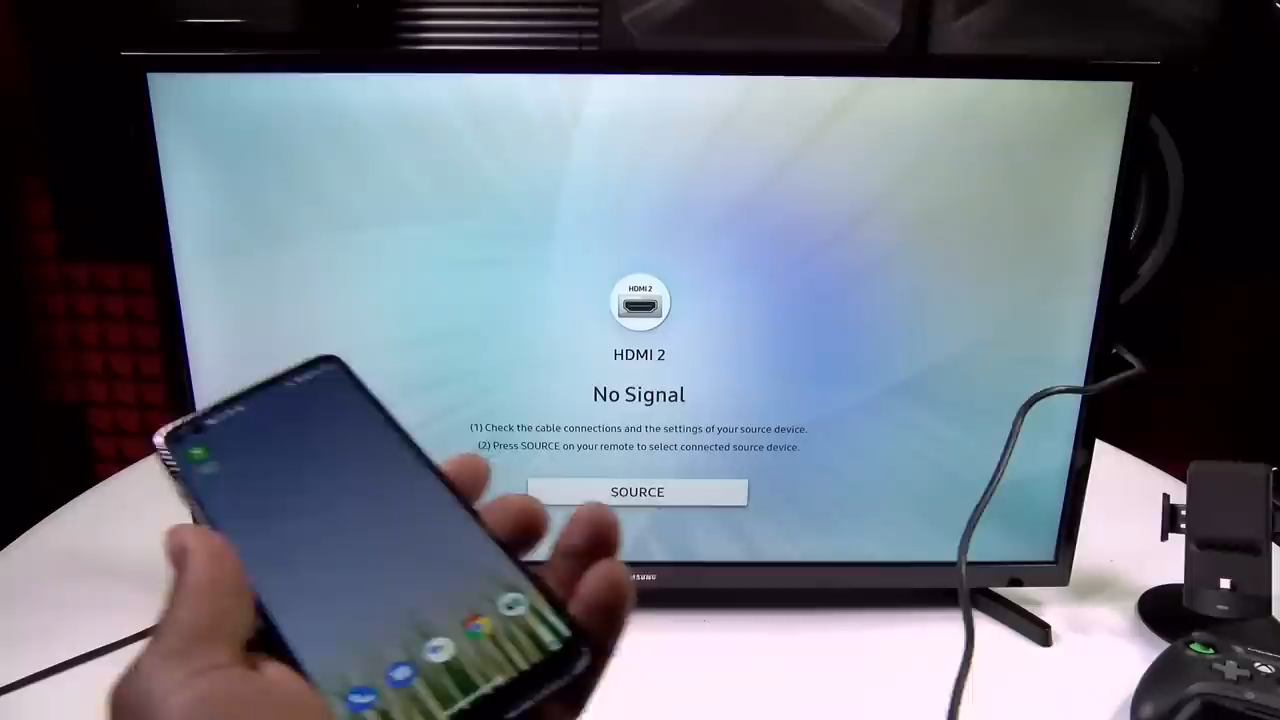 HDMI 2
HDMI 2
No Signal
(1) Check the cable connections and the settings of your source device.
(2) Press SOURCE on your remote to select connected source device.
SOURCE